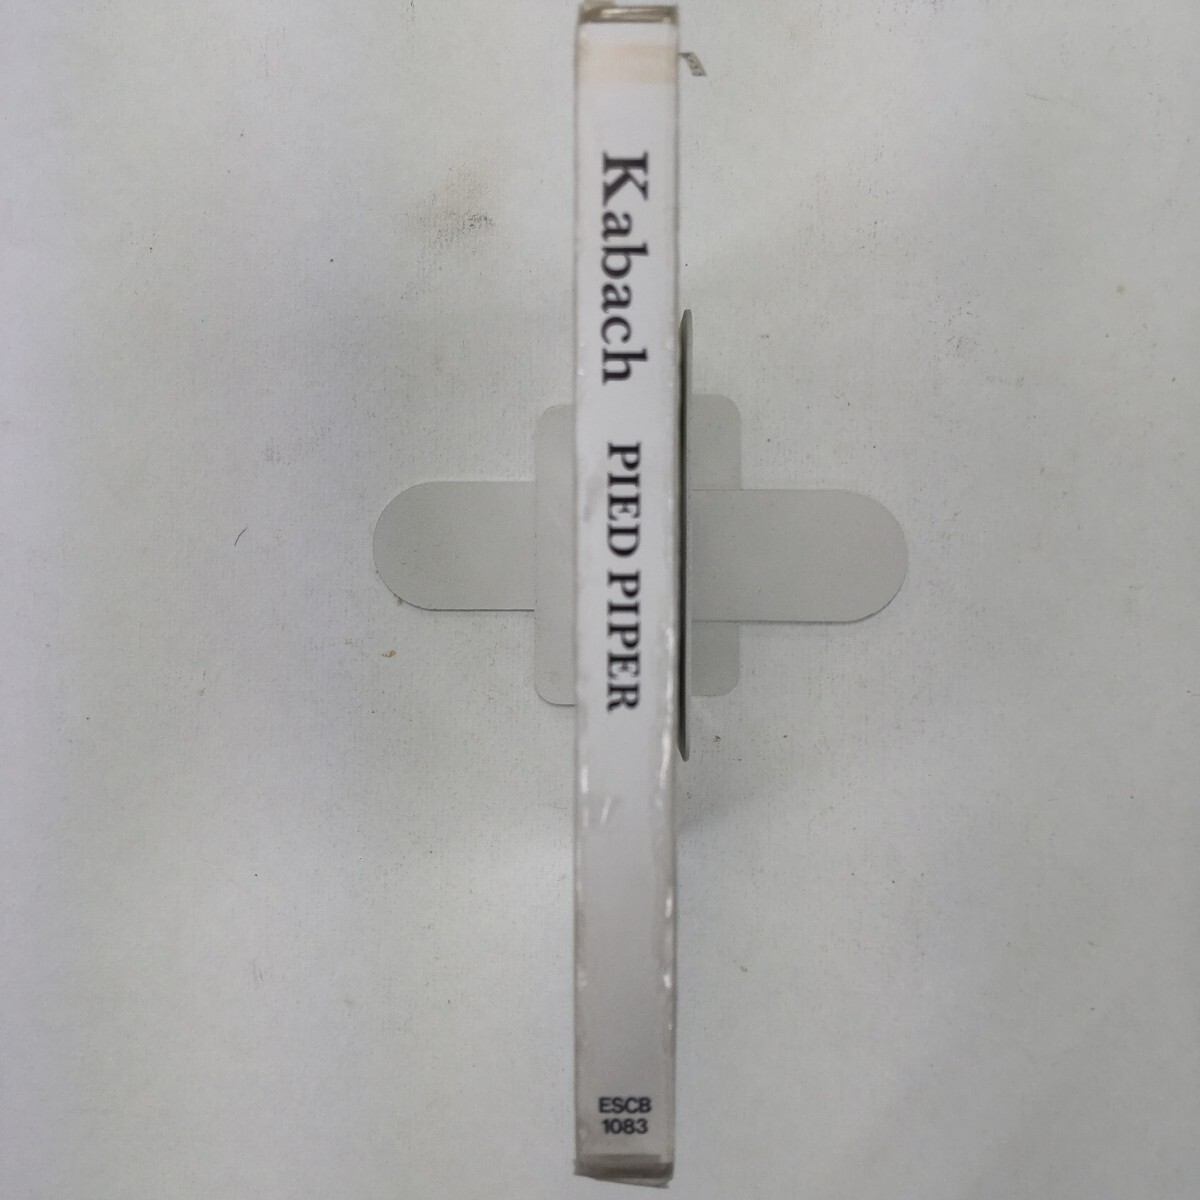 Kabach PIED PIPER
ESCB
1083